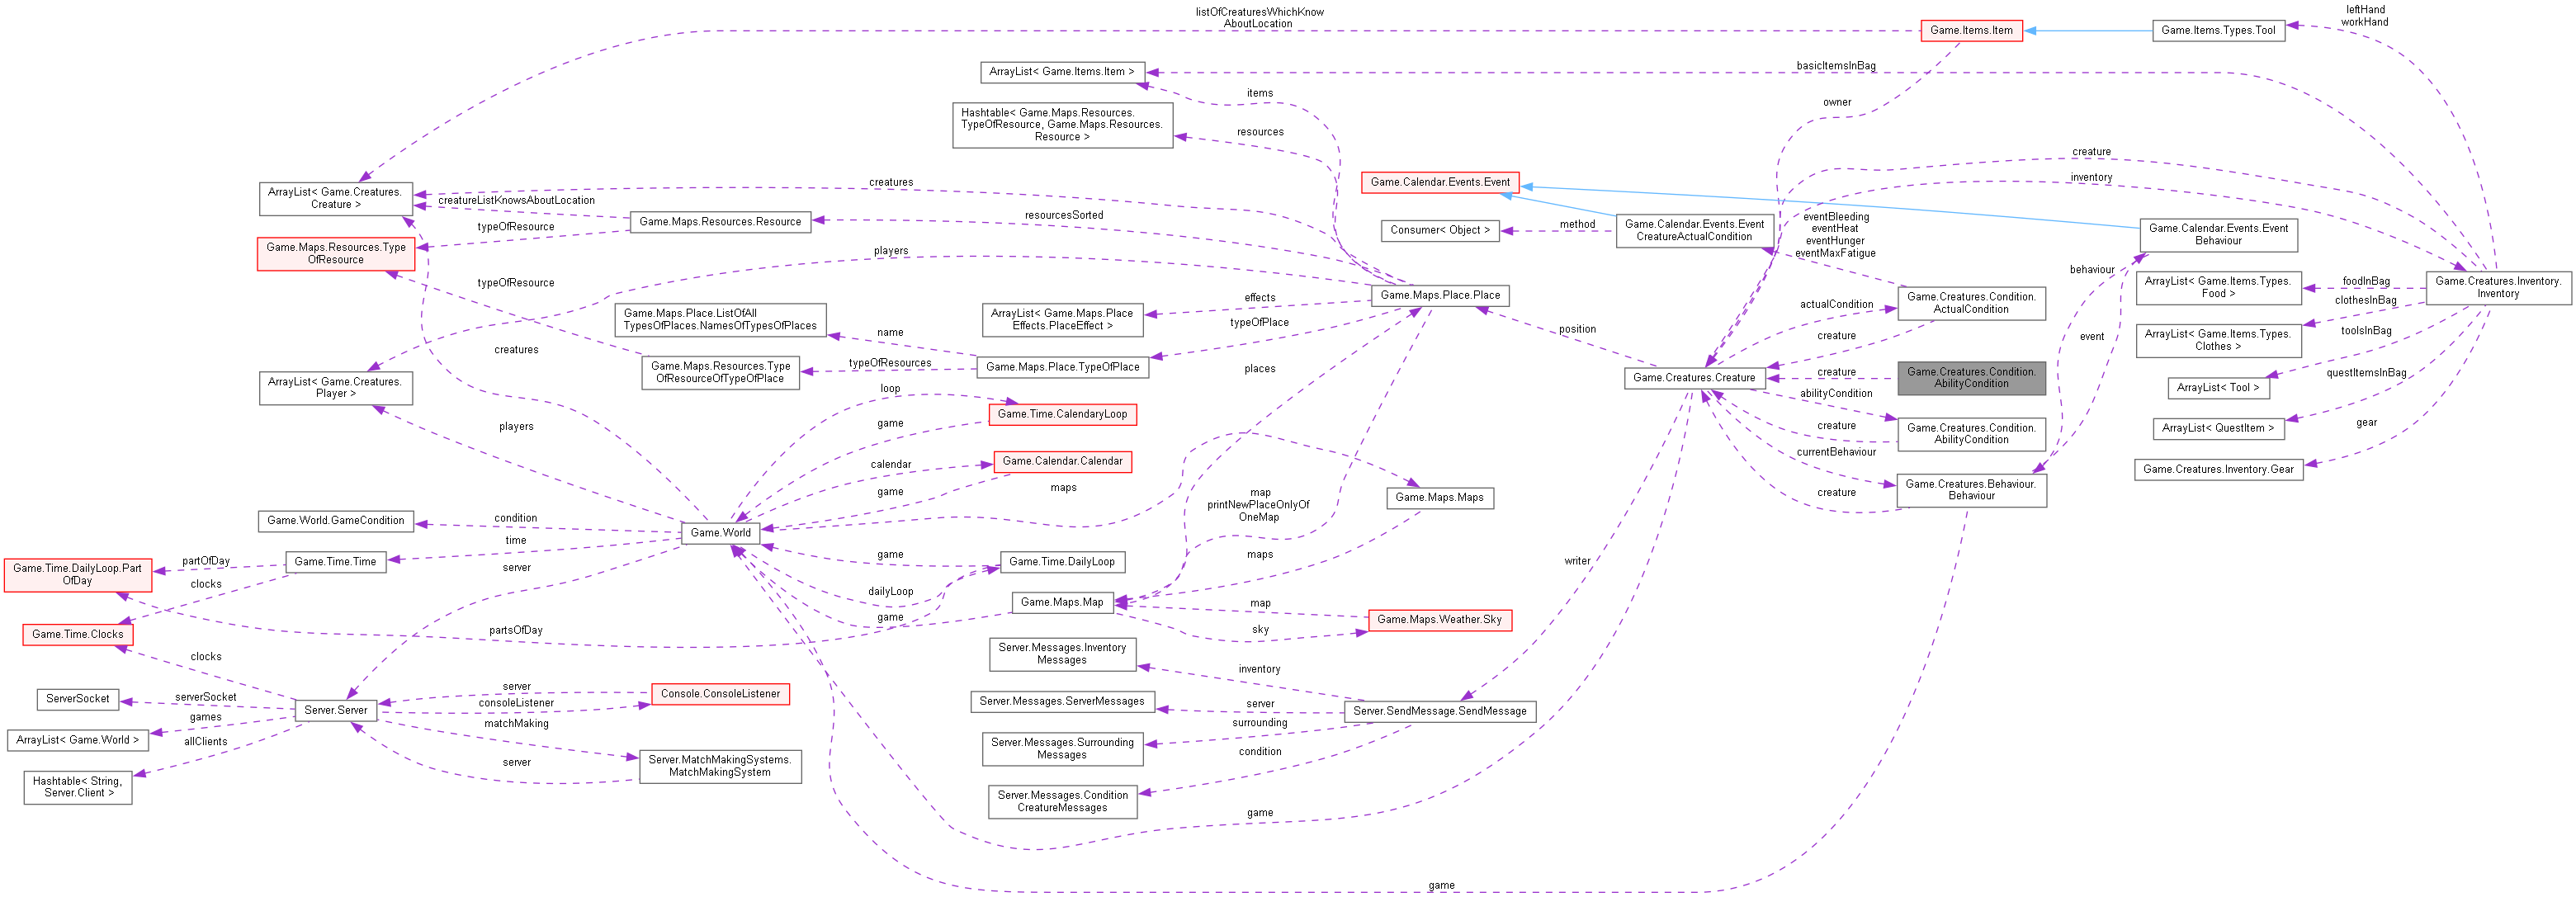 listOfCreaturesWhichKnow
AboutLocation
Game.Items.Item
Game.Items.Types.Tool
leftHand
workHand
ArrayList< Game.Items.Item >
basicItemsInBag
items
owner
Hashtable< Game.Maps.Resources.
TypeOfResource, Game.Maps.Resources.
Resource >
resources
creature
inventory
Game.Calendar.Events.Event
ArrayList< Game.Creatures.
Creature >
creatures
creatureListKnowsAboutLocation
Game.Maps.Resources.Resource
resourcesSorted
typeOfResource
Game.Maps.Resources.Type
OfResource
Consumer< Object >
method
Game.Calendar.Events.Event
CreatureActualCondition
eventBleeding
eventHeat
eventHunger
eventMaxFatigue
Game.Calendar.Events.Event
Behaviour
behaviour
players
typeOfResource
Game.Maps.Place.Place
ArrayList< Game.Items.Types.
Food >
foodInBag
Game.Creatures.Inventory.
Inventory
clothesInBag
Game.Maps.Place.ListOfAll
TypesOfPlaces.NamesOfTypesOfPlaces
name
ArrayList< Game.Maps.Place
Effects.PlaceEffect >
effects
typeOfPlace
position
actualCondition
Game.Creatures.Condition.
ActualCondition
creature
event
ArrayList< Game.Items.Types.
Clothes >
toolsInBag
creatures
Game.Maps.Resources.Type
OfResourceOfTypeOfPlace
typeOfResources
Game.Maps.Place.TypeOfPlace
places
Game.Creatures.Creature
creature
Game.Creatures.Condition.
AbilityCondition
ArrayList< Tool >
questItemsInBag
ArrayList< Game.Creatures.
Player >
loop
Game.Time.CalendaryLoop
abilityCondition
players
game
creature
Game.Creatures.Condition.
AbilityCondition
ArrayList< QuestItem >
gear
calendar
Game.Calendar.Calendar
currentBehaviour
Game.Creatures.Inventory.Gear
game
maps
map
printNewPlaceOnlyOf
OneMap
Game.Maps.Maps
creature
Game.Creatures.Behaviour.
Behaviour
Game.World.GameCondition
condition
Game.World
time
game
maps
Game.Time.DailyLoop.Part
OfDay
partOfDay
Game.Time.Time
server
Game.Time.DailyLoop
writer
clocks
dailyLoop
Game.Maps.Map
map
game
Game.Maps.Weather.Sky
Game.Time.Clocks
partsOfDay
sky
clocks
Server.Messages.Inventory
Messages
inventory
ServerSocket
serverSocket
server
Console.ConsoleListener
Server.Messages.ServerMessages
server
Server.Server
consoleListener
Server.SendMessage.SendMessage
games
matchMaking
surrounding
ArrayList< Game.World >
allClients
Server.Messages.Surrounding
Messages
condition
Hashtable< String,
Server.Client >
server
Server.MatchMakingSystems.
MatchMakingSystem
Server.Messages.Condition
CreatureMessages
game
game